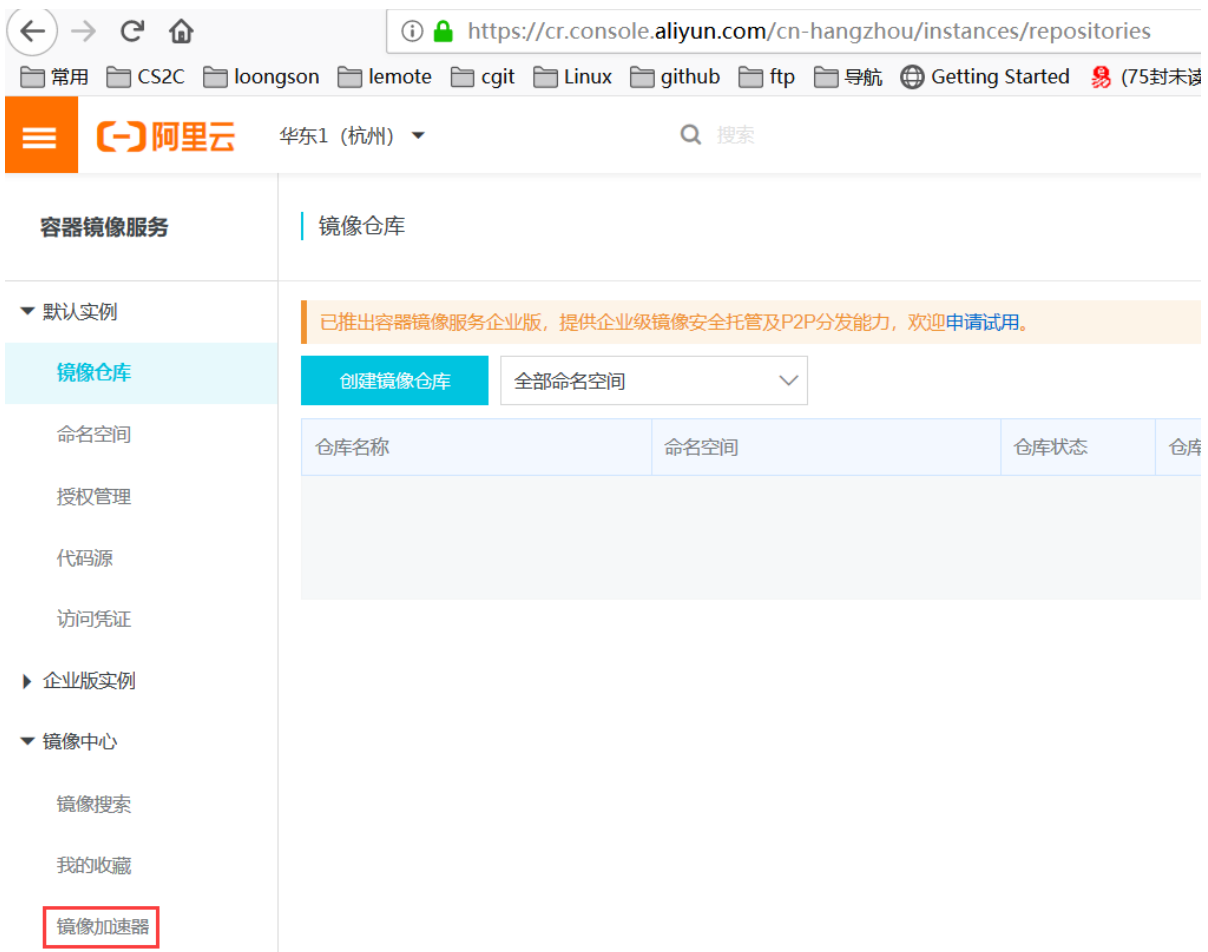 https://cr.console.aliyun.com/cn-hangzhou/instances/repositories
常用 CS2C loongson lemote cgit Linux github ftp 导航 Getting Started (75封未读
阿里云 华东1（杭州） 搜索
容器镜像服务
镜像仓库
默认实例
已推出容器镜像服务企业版，提供企业级镜像安全托管及P2P分发能力，欢迎申请试用。
镜像仓库
创建镜像仓库 全部命名空间
命名空间
仓库名称 命名空间 仓库状态 仓库
授权管理
代码源
访问凭证
企业版实例
镜像中心
镜像搜索
我的收藏
镜像加速器